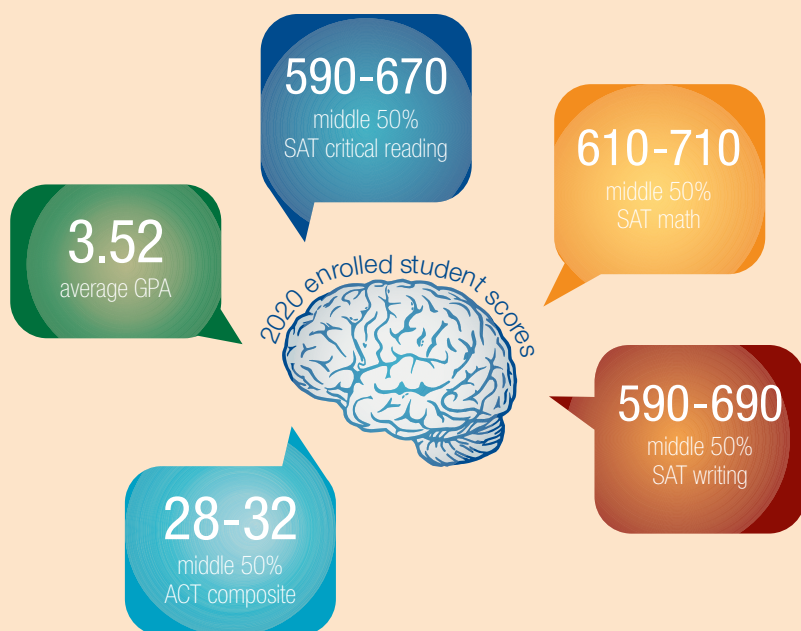 590-670
middle 50%
SAT critical reading
610-710
middle 50%
SAT math
3.52
average GPA
2020 enrolled student scores
590-690
middle 50%
SAT writing
28-32
middle 50%
ACT composite